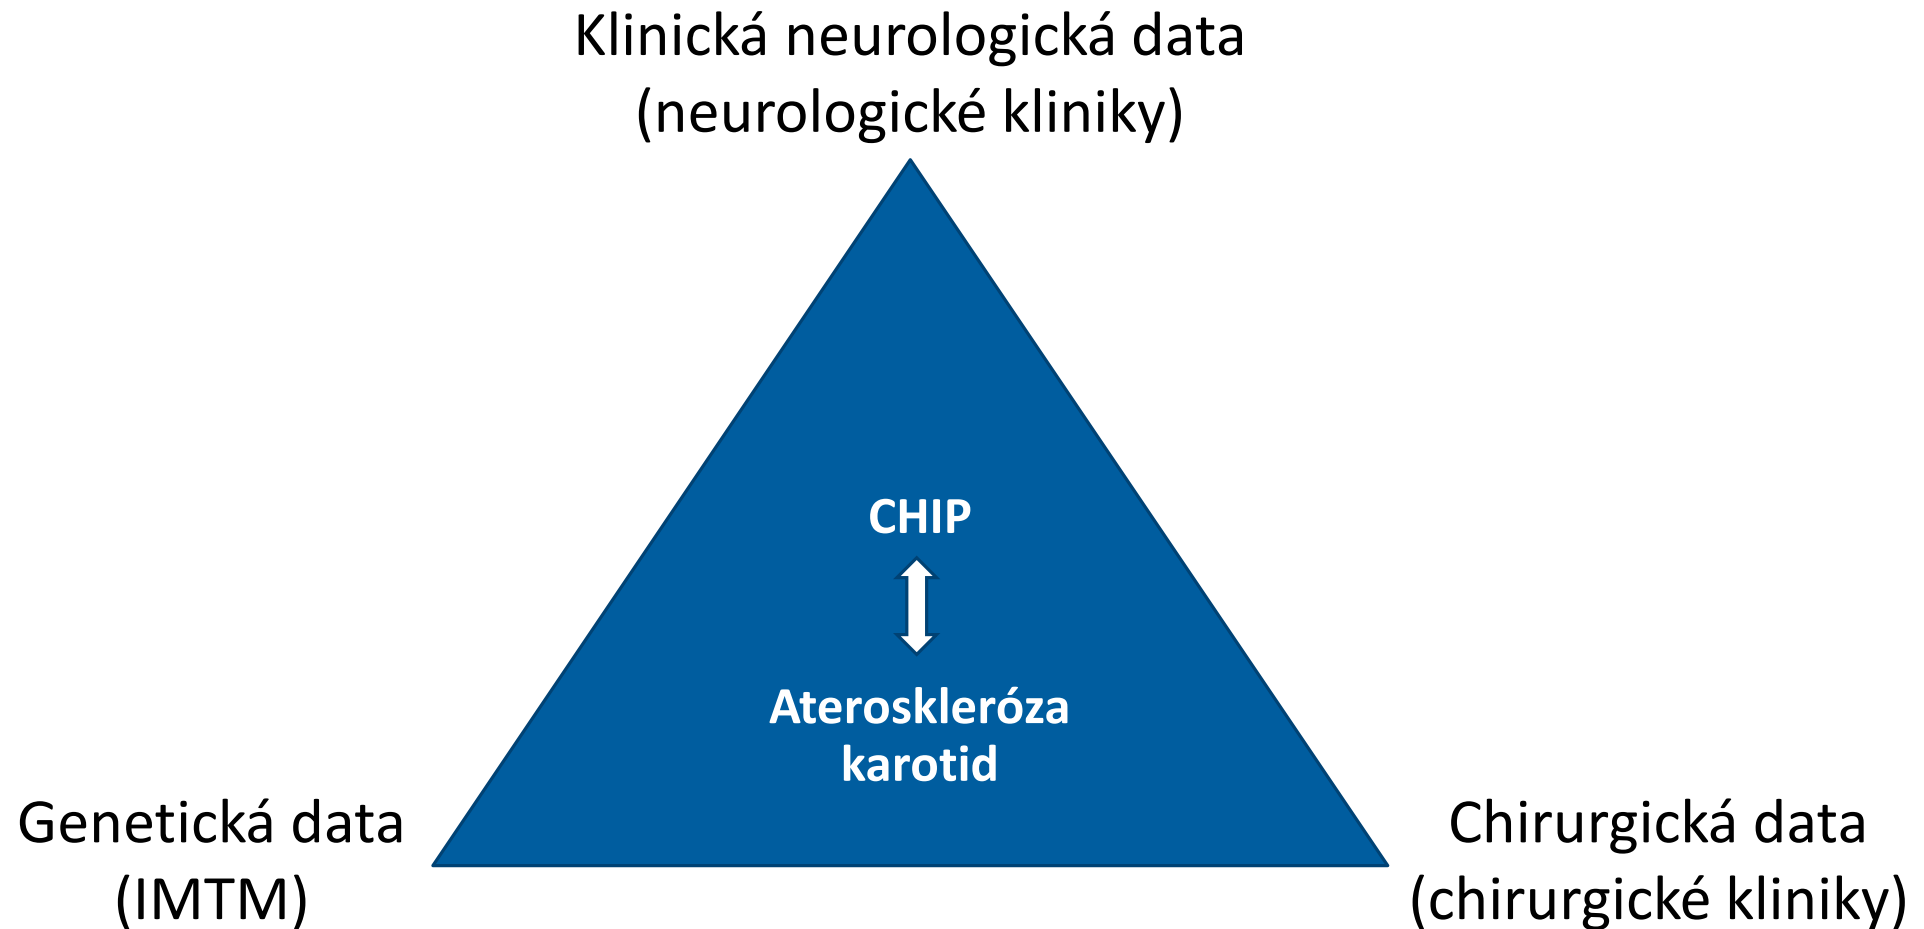 Klinická neurologická data
(neurologické kliniky)
CHIP
Ateroskleróza
karotid
Genetická data
(IMTM)
Chirurgická data
(chirurgické kliniky)